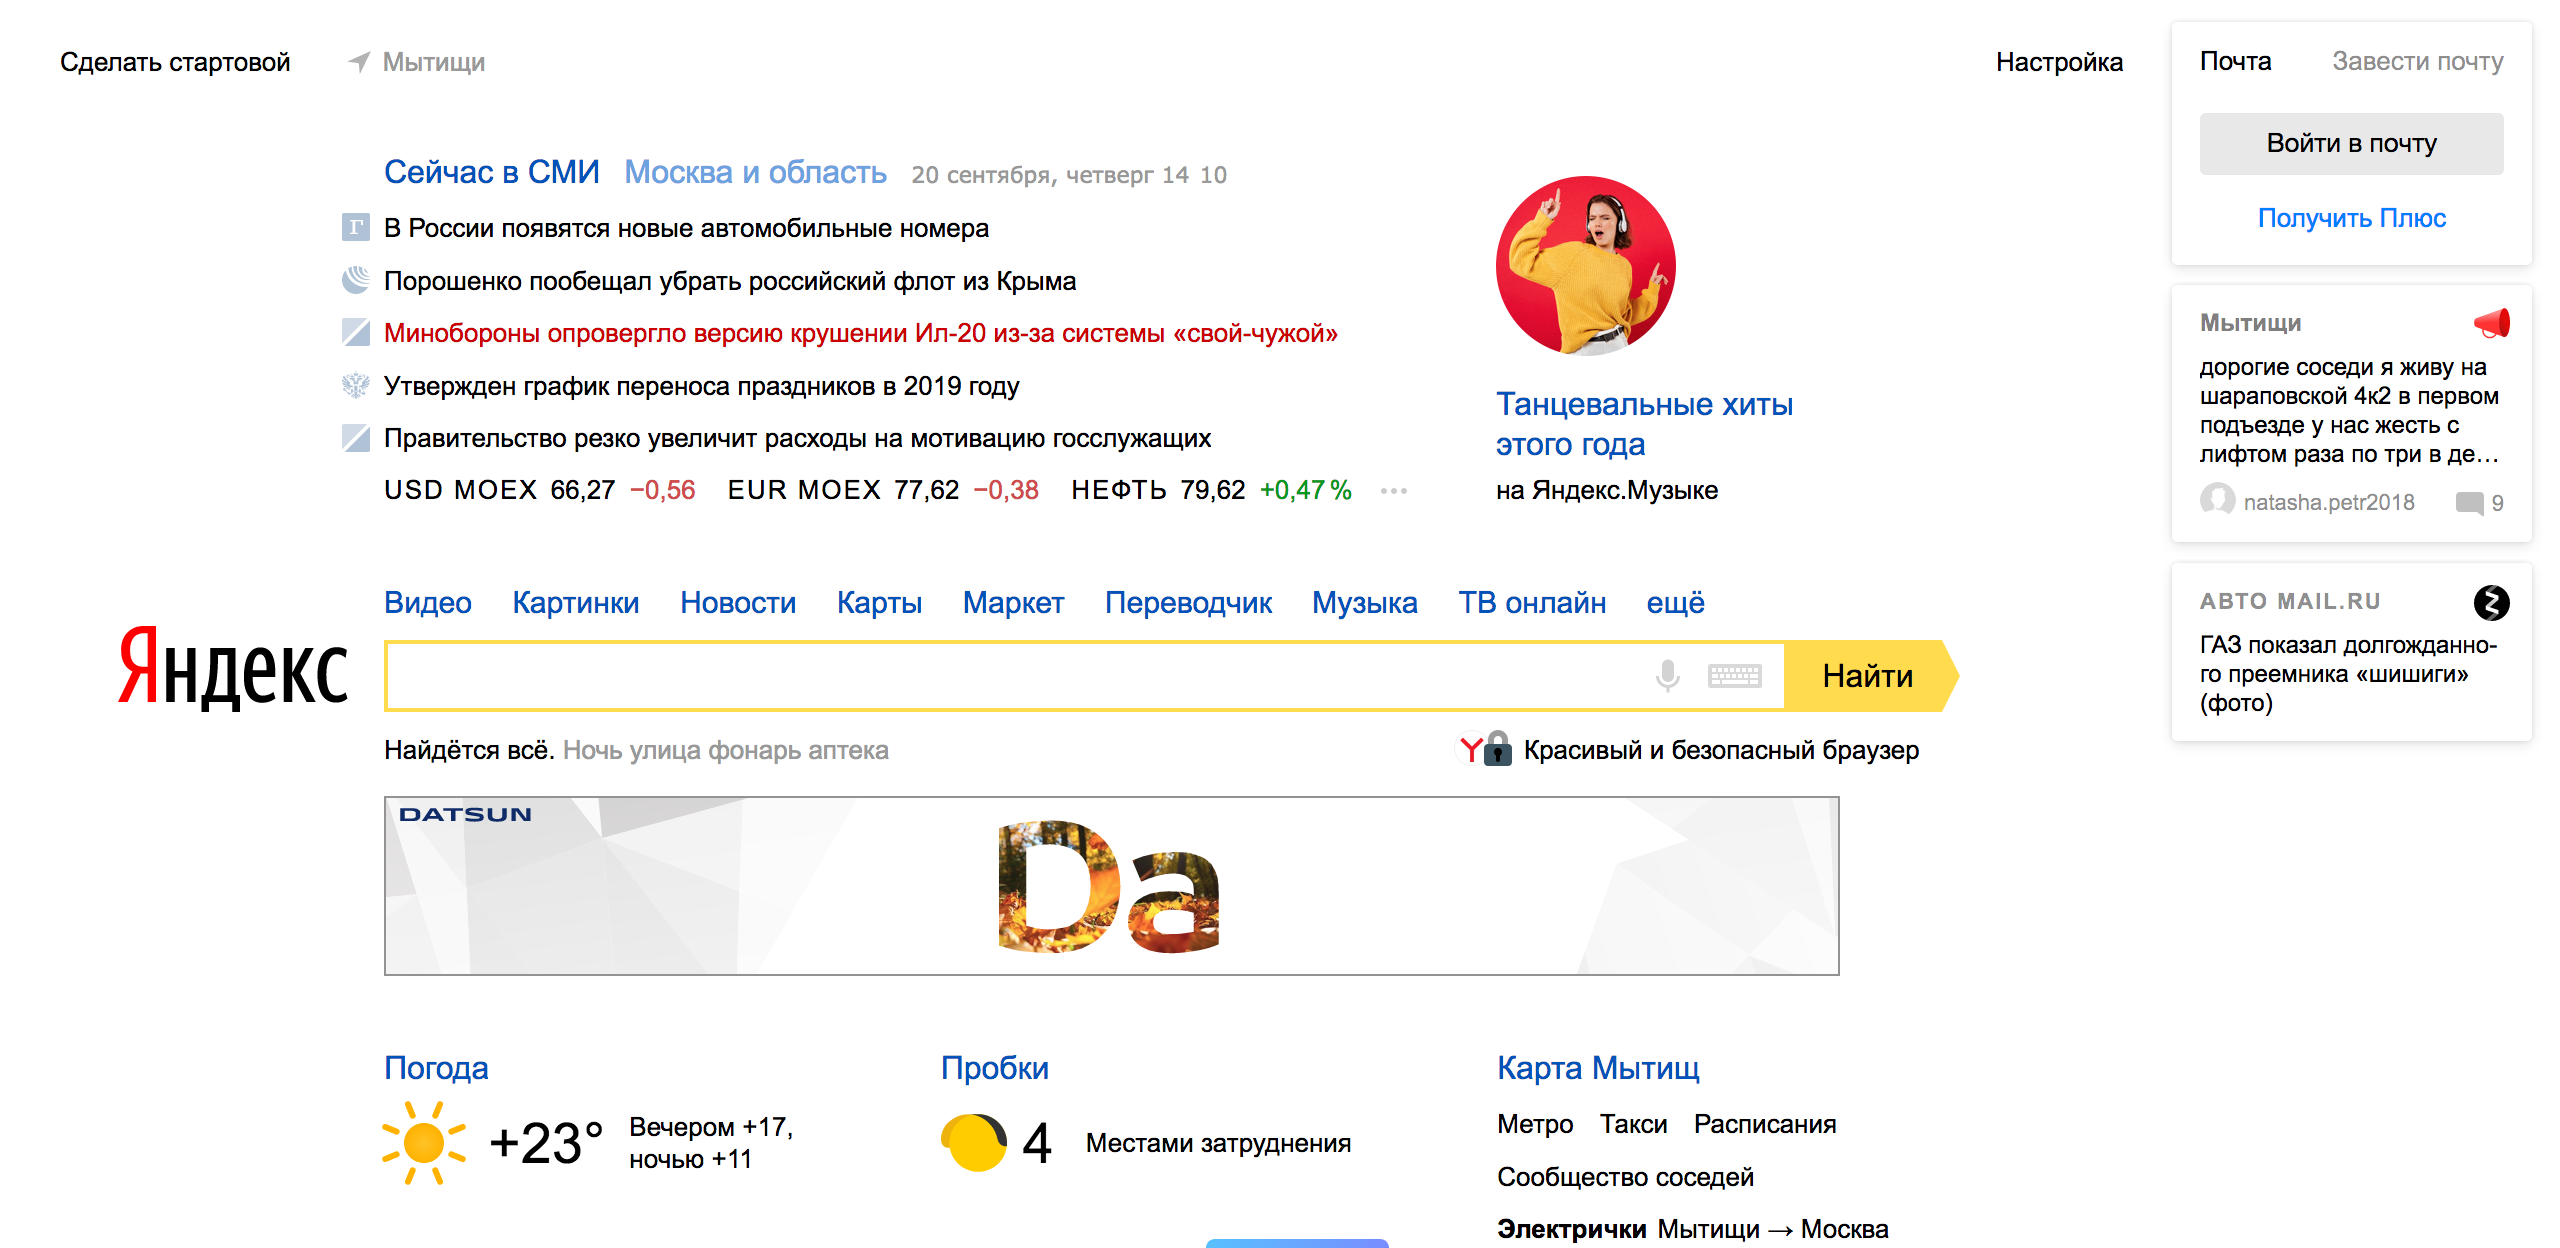 Сделать стартовой Мытищи Настройка
Почта Завести почту
Войти в почту
Получить Плюс
Сейчас в СМИ Москва и область 20 сентября, четверг 14 10
Г В России появятся новые автомобильные номера
Порошенко пообещал убрать российский флот из Крыма
Минобороны опровергло версию крушении Ил-20 из-за системы «свой-чужой»
Утвержден график переноса праздников в 2019 году
Правительство резко увеличит расходы на мотивацию госслужащих
USD MOEX 66,27 −0,56 EUR MOEX 77,62 −0,38 НЕФТЬ 79,62 +0,47 % •••
Танцевальные хиты
этого года
на Яндекс.Музыке
Мытищи
дорогие соседи я живу на
шараповской 4к2 в первом
подъезде у нас жесть с
лифтом раза по три в де…
natasha.petr2018 9
АВТО MAIL.RU
ГАЗ показал долгожданно-
го преемника «шишиги»
(фото)
Видео Картинки Новости Карты Маркет Переводчик Музыка ТВ онлайн ещё
Яндекс Найти
Найдётся всё. Ночь улица фонарь аптека Y Красивый и безопасный браузер
DATSUN
Da
Погода
+23° Вечером +17,
ночью +11
Пробки
4 Местами затруднения
Карта Мытищ
Метро Такси Расписания
Сообщество соседей
Электрички Мытищи → Москва